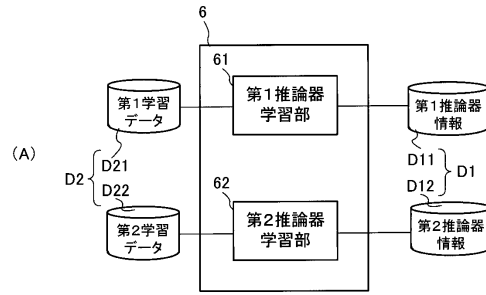 6
61
第1学習
データ
第1推論器
学習部
第1推論器
情報
(A)
D2
D21
D22
D11
D12
D1
62
第2学習
データ
第2推論器
学習部
第2推論器
情報